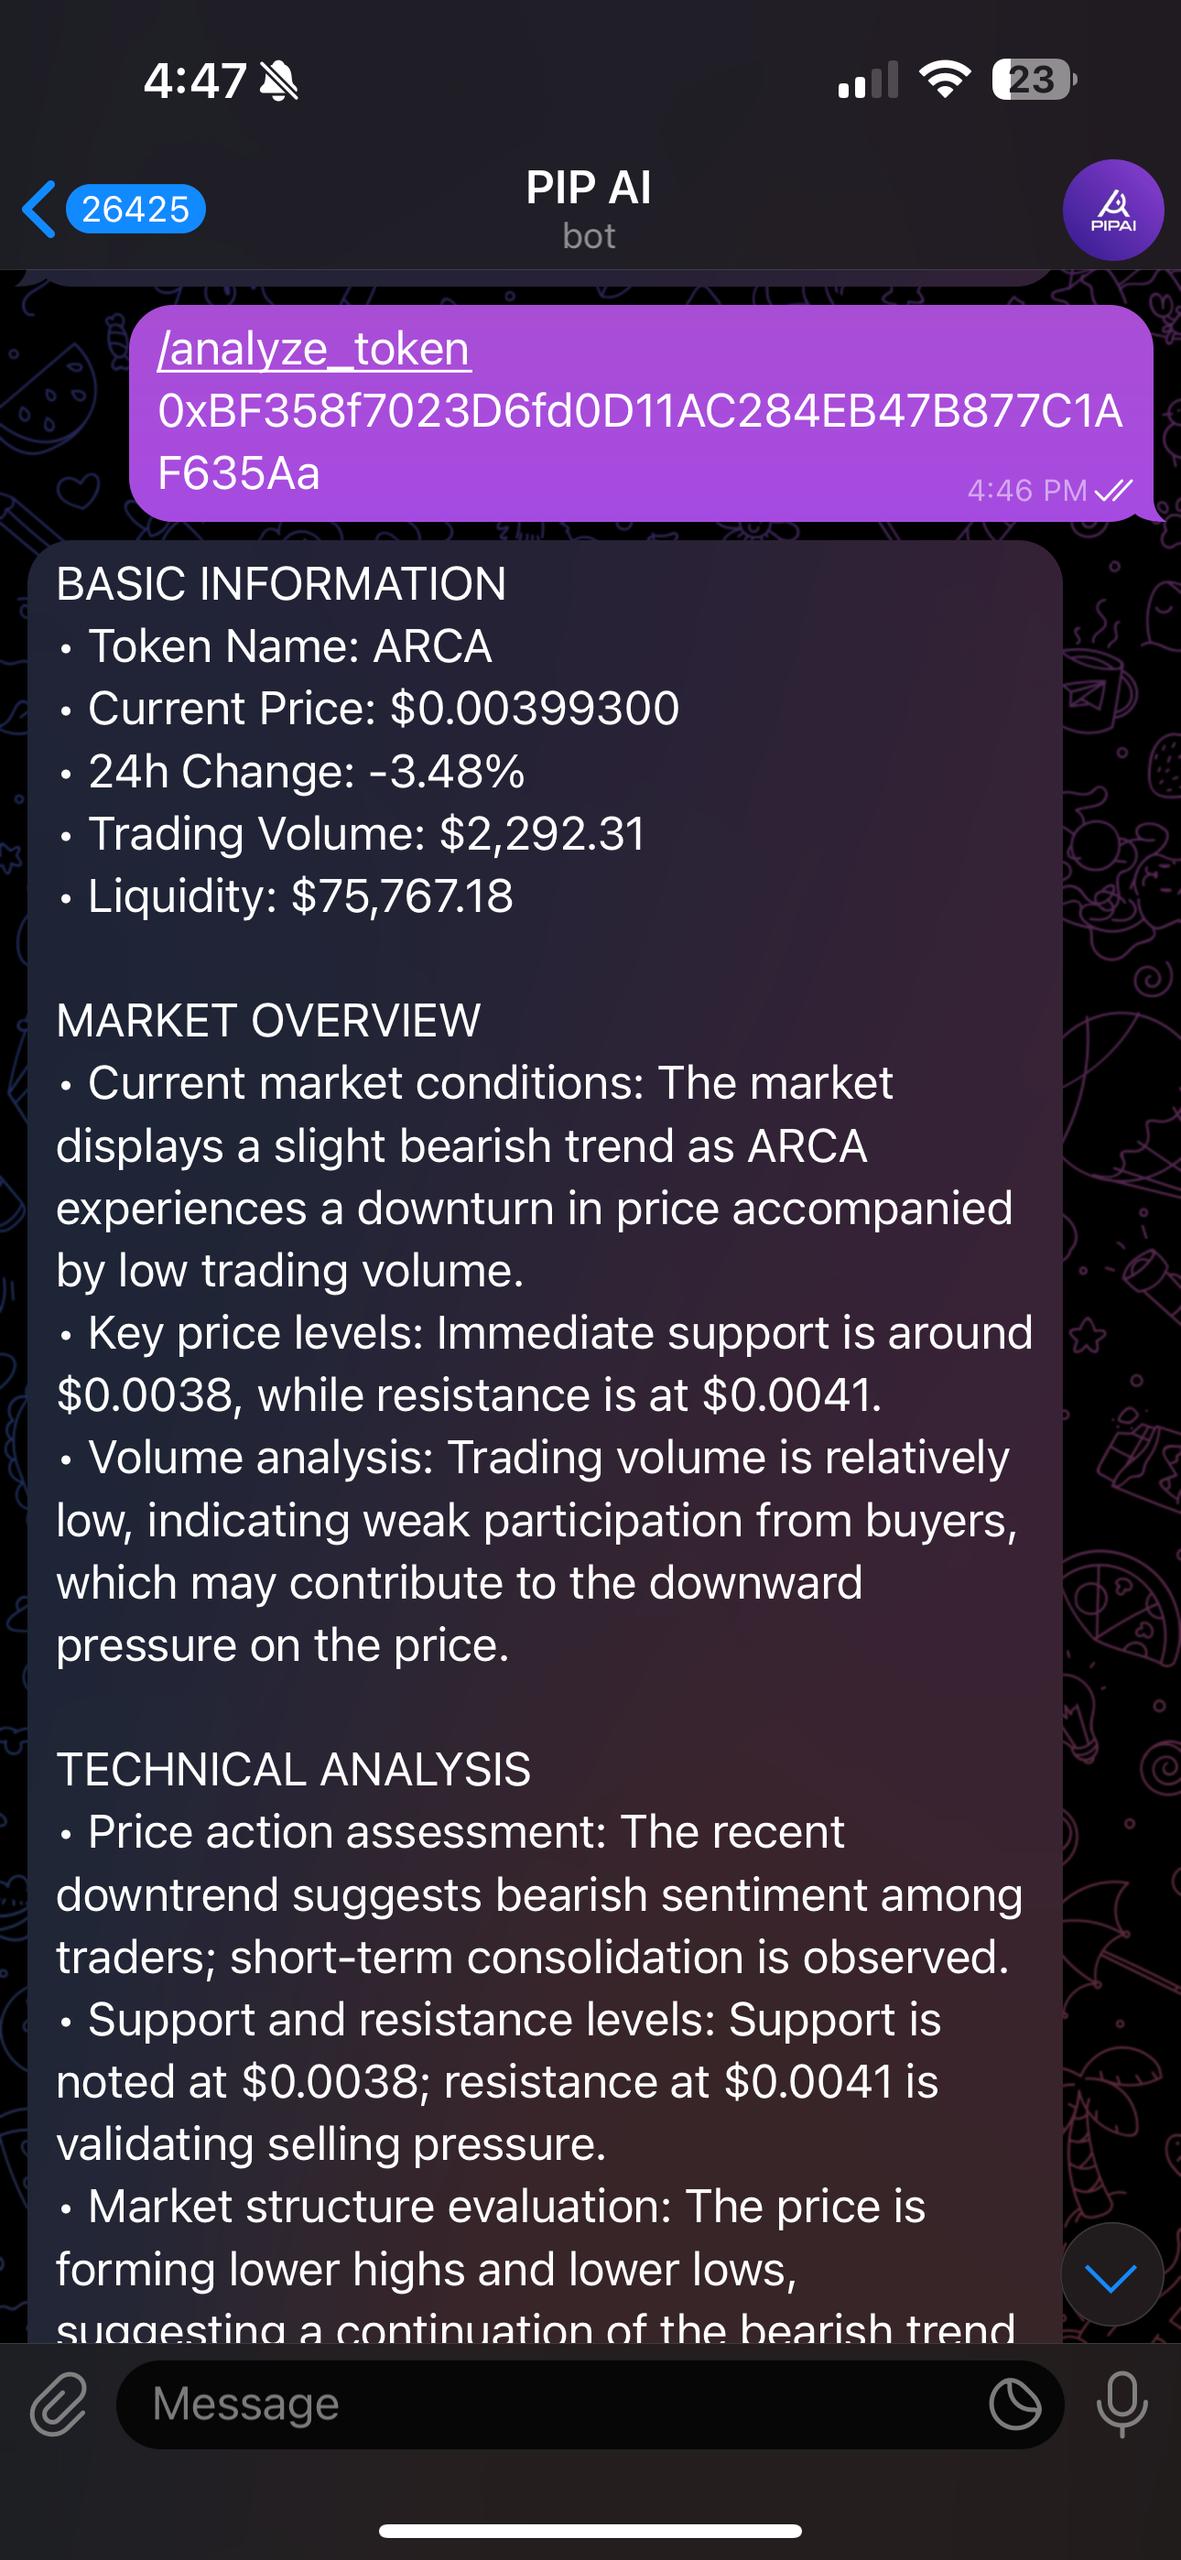 4:47
23
26425
PIP AI
bot
PIPAI
/analyze_token
0xBF358f7023D6fd0D11AC284EB47B877C1A
F635Aa
4:46 PM
BASIC INFORMATION
• Token Name: ARCA
• Current Price: $0.00399300
• 24h Change: -3.48%
• Trading Volume: $2,292.31
• Liquidity: $75,767.18
MARKET OVERVIEW
• Current market conditions: The market
displays a slight bearish trend as ARCA
experiences a downturn in price accompanied
by low trading volume.
• Key price levels: Immediate support is around
$0.0038, while resistance is at $0.0041.
• Volume analysis: Trading volume is relatively
low, indicating weak participation from buyers,
which may contribute to the downward
pressure on the price.
TECHNICAL ANALYSIS
• Price action assessment: The recent
downtrend suggests bearish sentiment among
traders; short-term consolidation is observed.
• Support and resistance levels: Support is
noted at $0.0038; resistance at $0.0041 is
validating selling pressure.
• Market structure evaluation: The price is
forming lower highs and lower lows,
suggesting a continuation of the bearish trend
Message